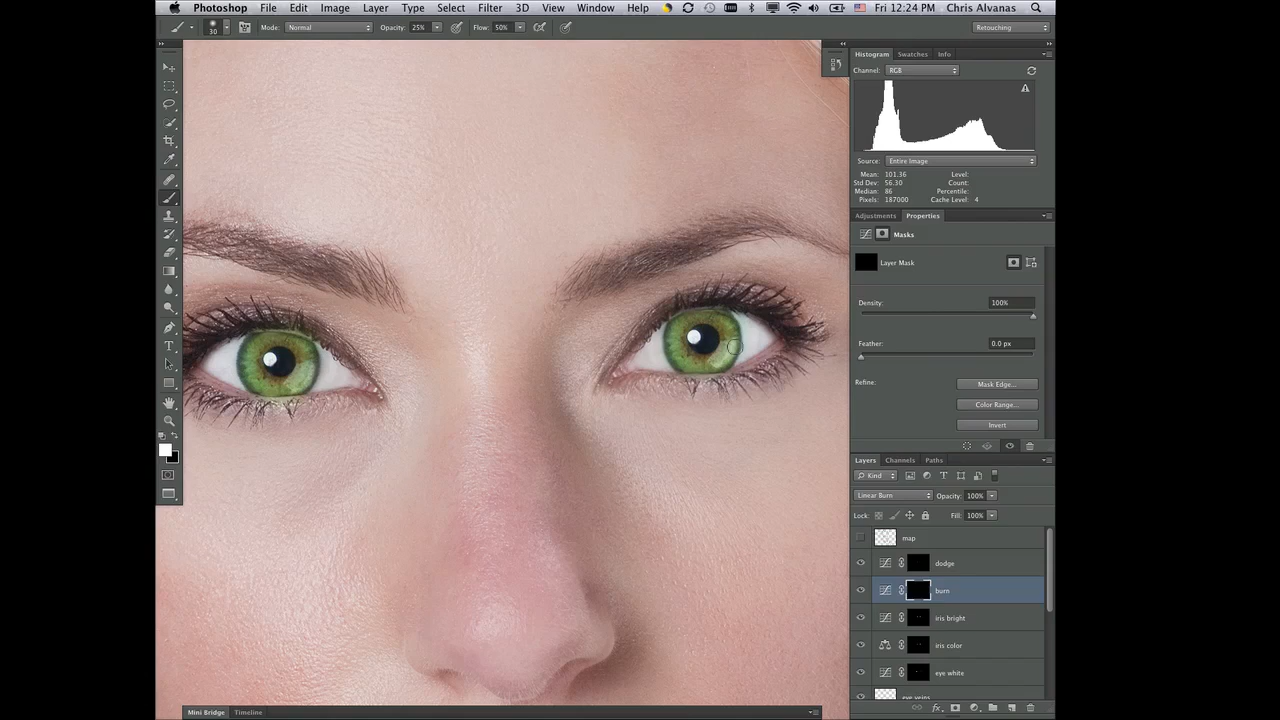 Photoshop File Edit Image Layer Type Select Filter 3D View Window Help Fri 12:24 PM Chris Alvanas
30 Mode: Normal Opacity: 25% Flow: 50% Retouching
Histogram Swatches Info
Channel: RGB
Source: Entire Image
Mean: 101.36 Level:
Std Dev: 56.30 Count:
Median: 86 Percentile:
Pixels: 187000 Cache Level: 4
Adjustments Properties
Masks
Layer Mask
Density: 100%
Feather: 0.0 px
Refine: Mask Edge...
Color Range...
Invert
Layers Channels Paths
Kind
Linear Burn Opacity: 100%
Lock: Fill: 100%
map
dodge
burn
iris bright
iris color
eye white
eye veins
Mini Bridge Timeline